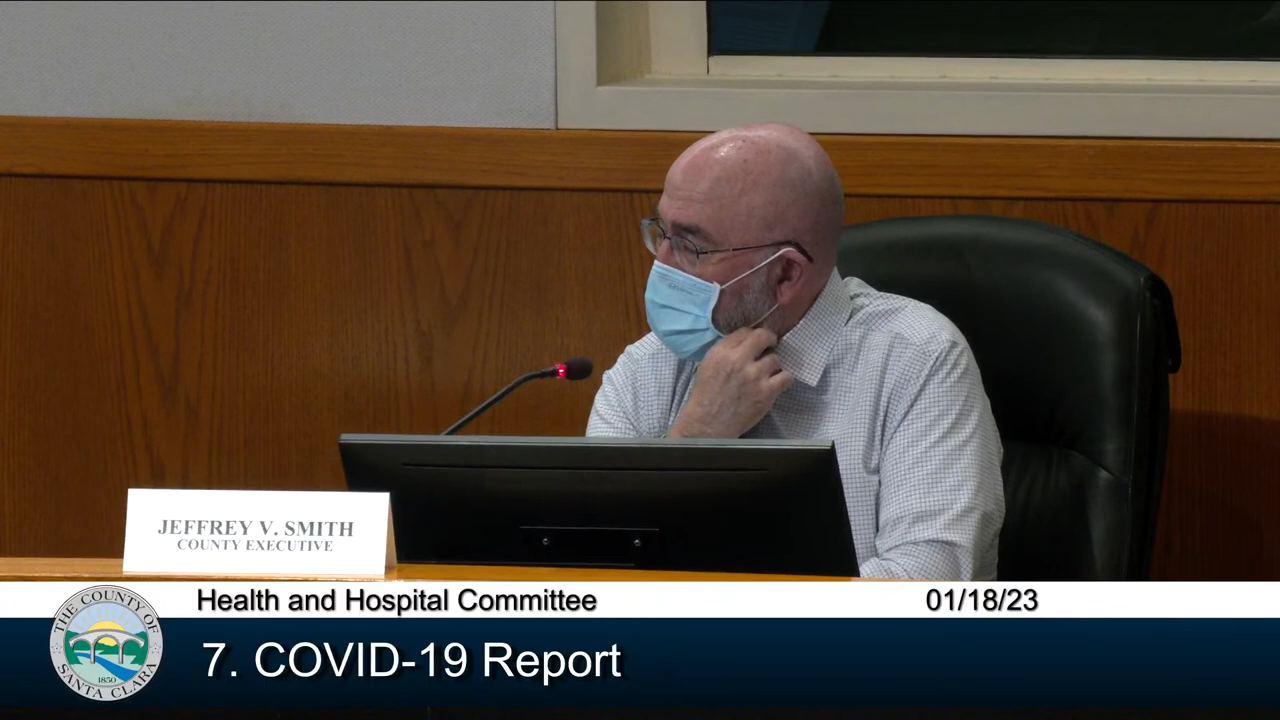 JEFFREY V. SMITH
COUNTY EXECUTIVE
Health and Hospital Committee
01/18/23
THE COUNTY OF
SANTA CLARA
1850
7. COVID-19 Report